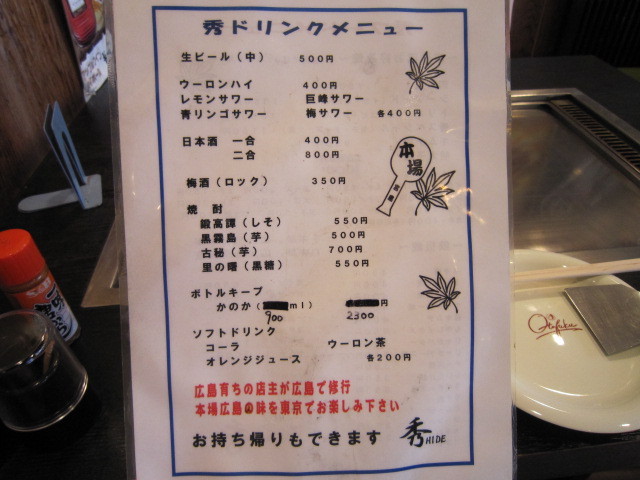 秀ドリンクメニュー
生ビール（中） 500円
ウーロンハイ 400円
レモンサワー 巨峰サワー
青リンゴサワー 梅サワー 各400円
日本酒 一合 400円
二合 800円
本場
梅酒（ロック） 350円
焼 酎
鍛高譚（しそ） 550円
黒霧島（芋） 500円
古秘（芋） 700円
里の曙（黒糖） 550円
ボトルキープ
かのか（ ml） 円
900 2300
ソフトドリンク
コーラ ウーロン茶
オレンジジュース 各200円
広島育ちの店主が広島で修行
本場広島の味を東京でお楽しみ下さい
お持ち帰りもできます 秀HIDE
Otafuku